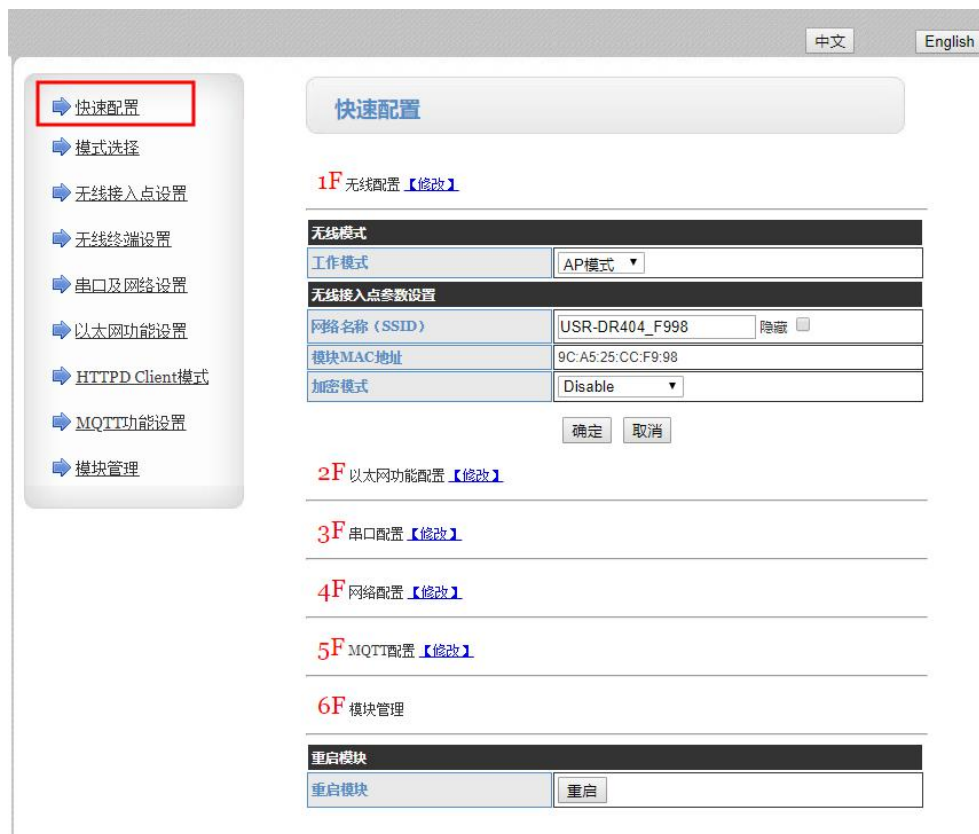 中文
English
快速配置
模式选择
无线接入点设置
无线终端设置
串口及网络设置
以太网功能设置
HTTPD Client模式
MQTT功能设置
模块管理
快速配置
1F 无线配置【修改】
无线模式
工作模式 AP模式
无线接入点参数设置
网络名称（SSID） USR-DR404_F998 隐藏
模块MAC地址 9C:A5:25:CC:F9:98
加密模式 Disable
确定 取消
2F 以太网功能配置【修改】
3F 串口配置【修改】
4F 网络配置【修改】
5F MQTT配置【修改】
6F 模块管理
重启模块
重启模块 重启